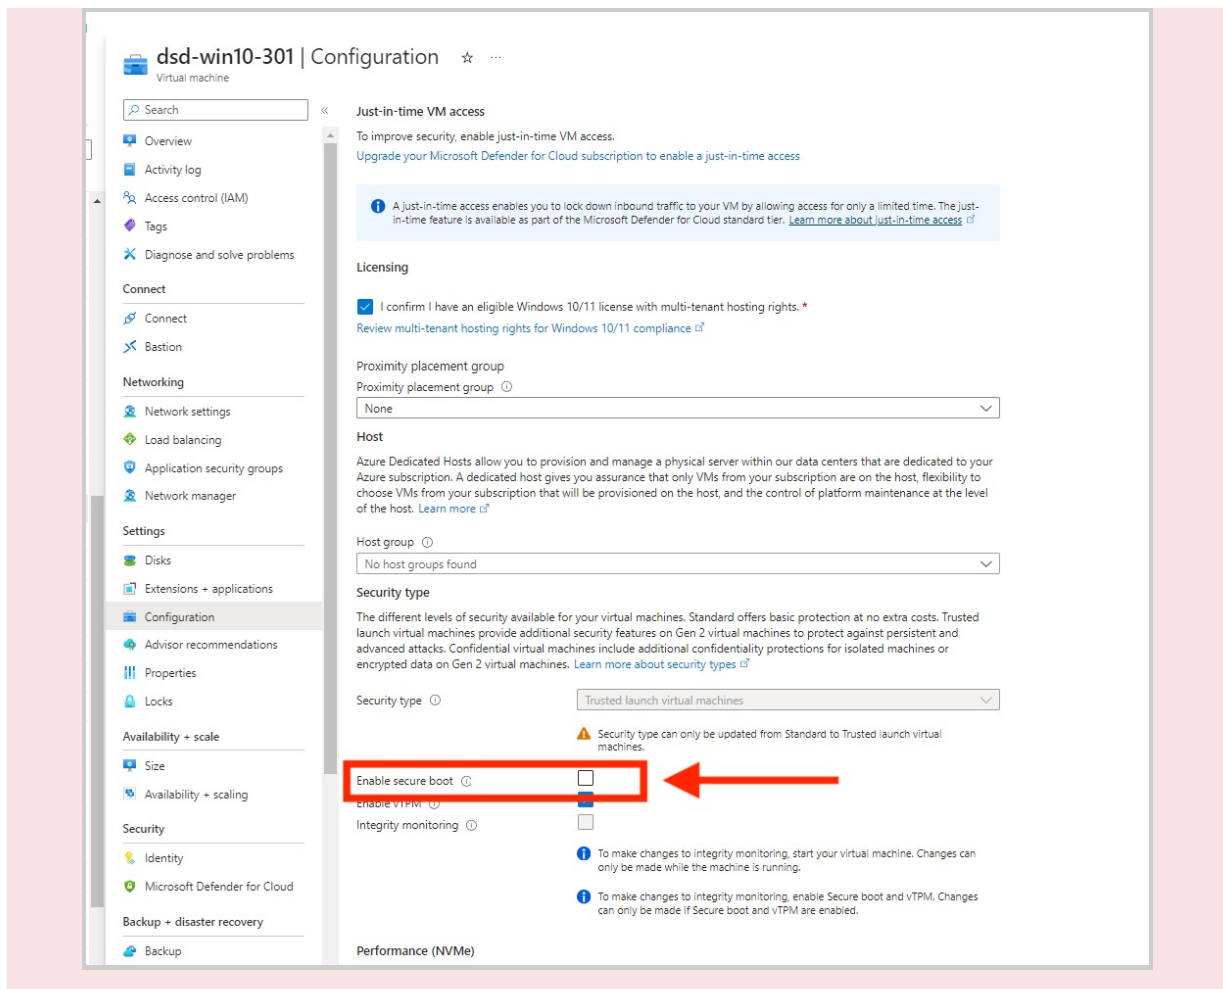 dsd-win10-301 | Configuration ☆ ···
Virtual machine
Search «
Overview
Activity log
Access control (IAM)
Tags
Diagnose and solve problems
Connect
Connect
Bastion
Networking
Network settings
Load balancing
Application security groups
Network manager
Settings
Disks
Extensions + applications
Configuration
Advisor recommendations
Properties
Locks
Availability + scale
Size
Availability + scaling
Security
Identity
Microsoft Defender for Cloud
Backup + disaster recovery
Backup
Just-in-time VM access
To improve security, enable just-in-time VM access.
Upgrade your Microsoft Defender for Cloud subscription to enable a just-in-time access
A just-in-time access enables you to lock down inbound traffic to your VM by allowing access for only a limited time. The just-
in-time feature is available as part of the Microsoft Defender for Cloud standard tier. Learn more about just-in-time access
Licensing
I confirm I have an eligible Windows 10/11 license with multi-tenant hosting rights. *
Review multi-tenant hosting rights for Windows 10/11 compliance
Proximity placement group
Proximity placement group
None
Host
Azure Dedicated Hosts allow you to provision and manage a physical server within our data centers that are dedicated to your
Azure subscription. A dedicated host gives you assurance that only VMs from your subscription are on the host, flexibility to
choose VMs from your subscription that will be provisioned on the host, and the control of platform maintenance at the level
of the host. Learn more
Host group
No host groups found
Security type
The different levels of security available for your virtual machines. Standard offers basic protection at no extra costs. Trusted
launch virtual machines provide additional security features on Gen 2 virtual machines to protect against persistent and
advanced attacks. Confidential virtual machines include additional confidentiality protections for isolated machines or
encrypted data on Gen 2 virtual machines. Learn more about security types
Security type
Trusted launch virtual machines
Security type can only be updated from Standard to Trusted launch virtual
machines.
Enable secure boot
Enable vTPM
Integrity monitoring
To make changes to integrity monitoring, start your virtual machine. Changes can
only be made while the machine is running.
To make changes to integrity monitoring, enable Secure boot and vTPM. Changes
can only be made if Secure boot and vTPM are enabled.
Performance (NVMe)